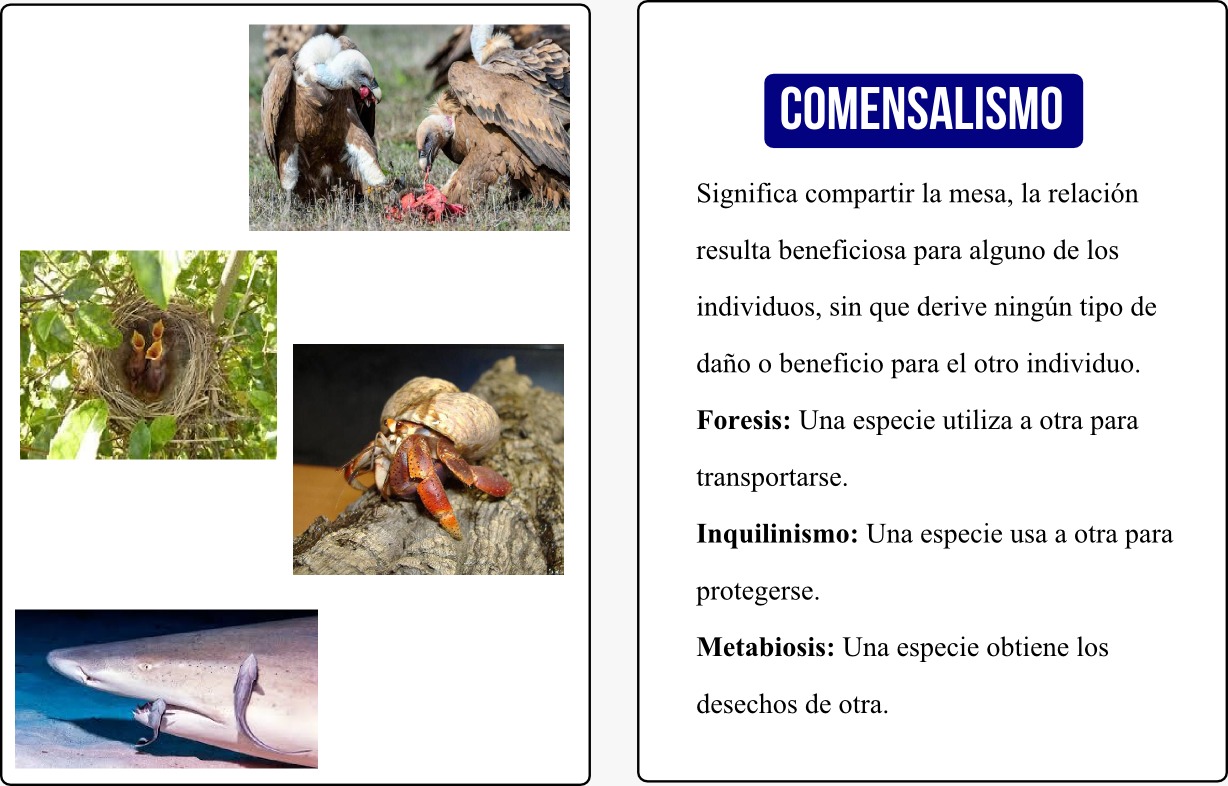 COMENSALISMO
Significa compartir la mesa, la relación
resulta beneficiosa para alguno de los
individuos, sin que derive ningún tipo de
daño o beneficio para el otro individuo.
Foresis: Una especie utiliza a otra para
transportarse.
Inquilinismo: Una especie usa a otra para
protegerse.
Metabiosis: Una especie obtiene los
desechos de otra.